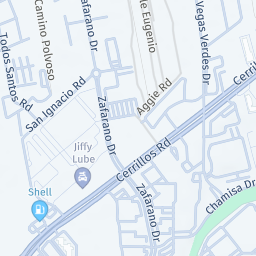 Camino Polvoso
Todos Santos Rd
Zafarano Dr
de Eugenio
Vegas Verdes Dr
San Ignacio Rd
Aggie Rd
Zafarano Dr
Jiffy
Lube
Cerrillos Rd
Shell
Zafarano Dr
Chamisa Dr